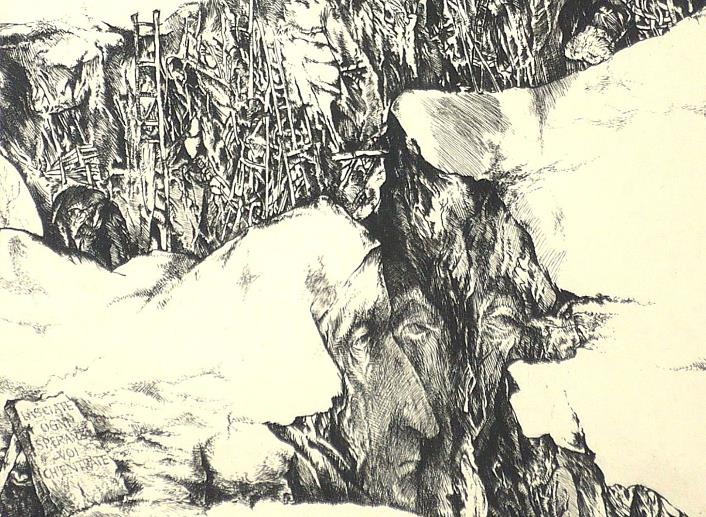 LASCIATE
OGNI
SPERANZA
VOI
CH'ENTRATE